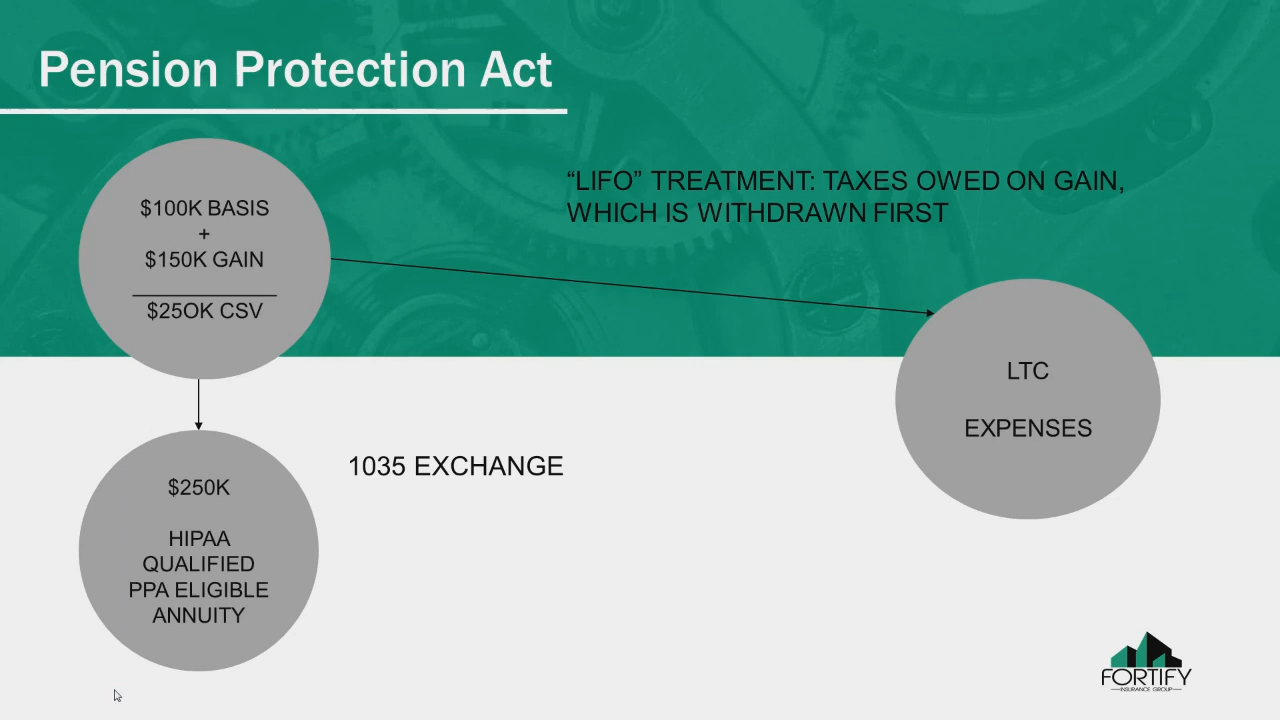 Pension Protection Act
$100K BASIS
+
$150K GAIN
$25OK CSV
“LIFO” TREATMENT: TAXES OWED ON GAIN,
WHICH IS WITHDRAWN FIRST
LTC
EXPENSES
1035 EXCHANGE
$250K
HIPAA
QUALIFIED
PPA ELIGIBLE
ANNUITY
FORTIFY
INSURANCE GROUP